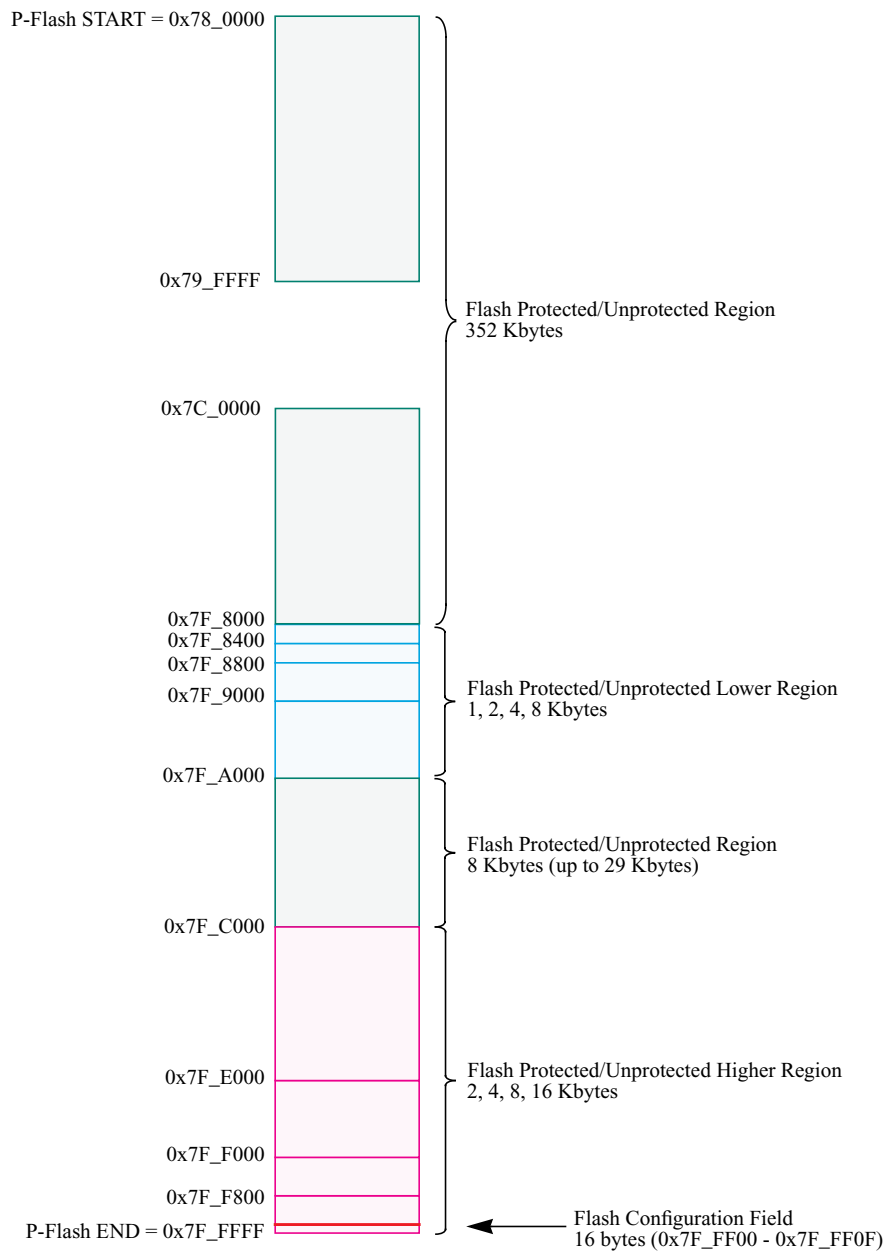 P-Flash START = 0x78_0000
0x79_FFFF
Flash Protected/Unprotected Region
352 Kbytes
0x7C_0000
0x7F_8000
0x7F_8400
0x7F_8800
0x7F_9000
Flash Protected/Unprotected Lower Region
1, 2, 4, 8 Kbytes
0x7F_A000
Flash Protected/Unprotected Region
8 Kbytes (up to 29 Kbytes)
0x7F_C000
0x7F_E000
Flash Protected/Unprotected Higher Region
2, 4, 8, 16 Kbytes
0x7F_F000
0x7F_F800
P-Flash END = 0x7F_FFFF
Flash Configuration Field
16 bytes (0x7F_FF00 - 0x7F_FF0F)